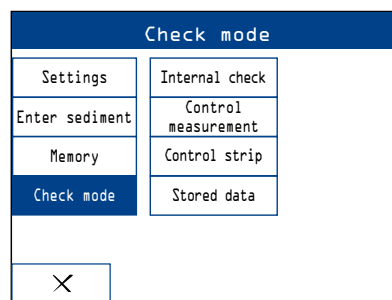 Check mode
Settings
Enter sediment
Memory
Check mode
Internal check
Control
measurement
Control strip
Stored data